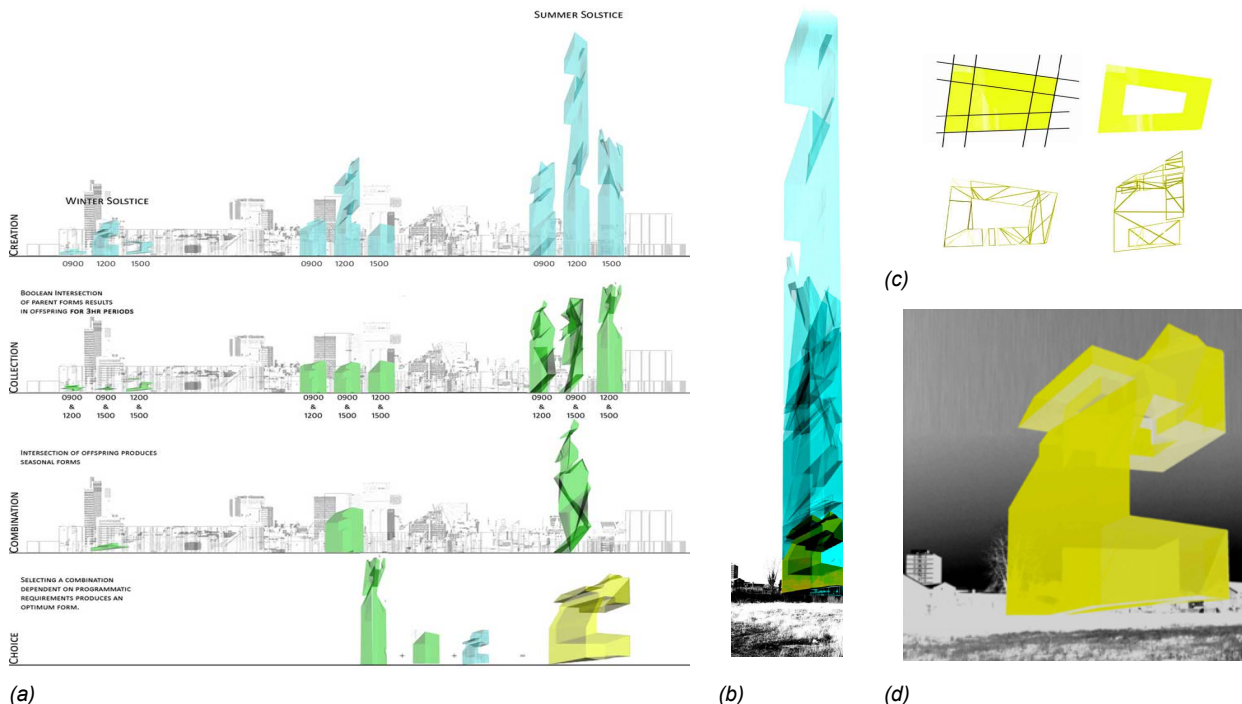 SUMMER SOLSTICE
WINTER SOLSTICE
CREATION
0900 1200 1500 0900 1200 1500 0900 1200 1500
BOOLEAN INTERSECTION
OF PARENT FORMS RESULTS
IN OFFSPRING FOR 3HR PERIODS
COLLECTION
0900 0900 1200 0900 0900 1200 0900 0900 1200
& & & & & & & & &
1200 1500 1500 1200 1500 1500 1200 1500 1500
INTERSECTION OF OFFSPRING PRODUCES
SEASONAL FORMS
COMBINATION
SELECTING A COMBINATION
DEPENDENT ON PROGRAMMATIC
REQUIREMENTS PRODUCES AN
OPTIMUM FORM.
CHOICE
+ + =
(a)
(b)
(c)
(d)